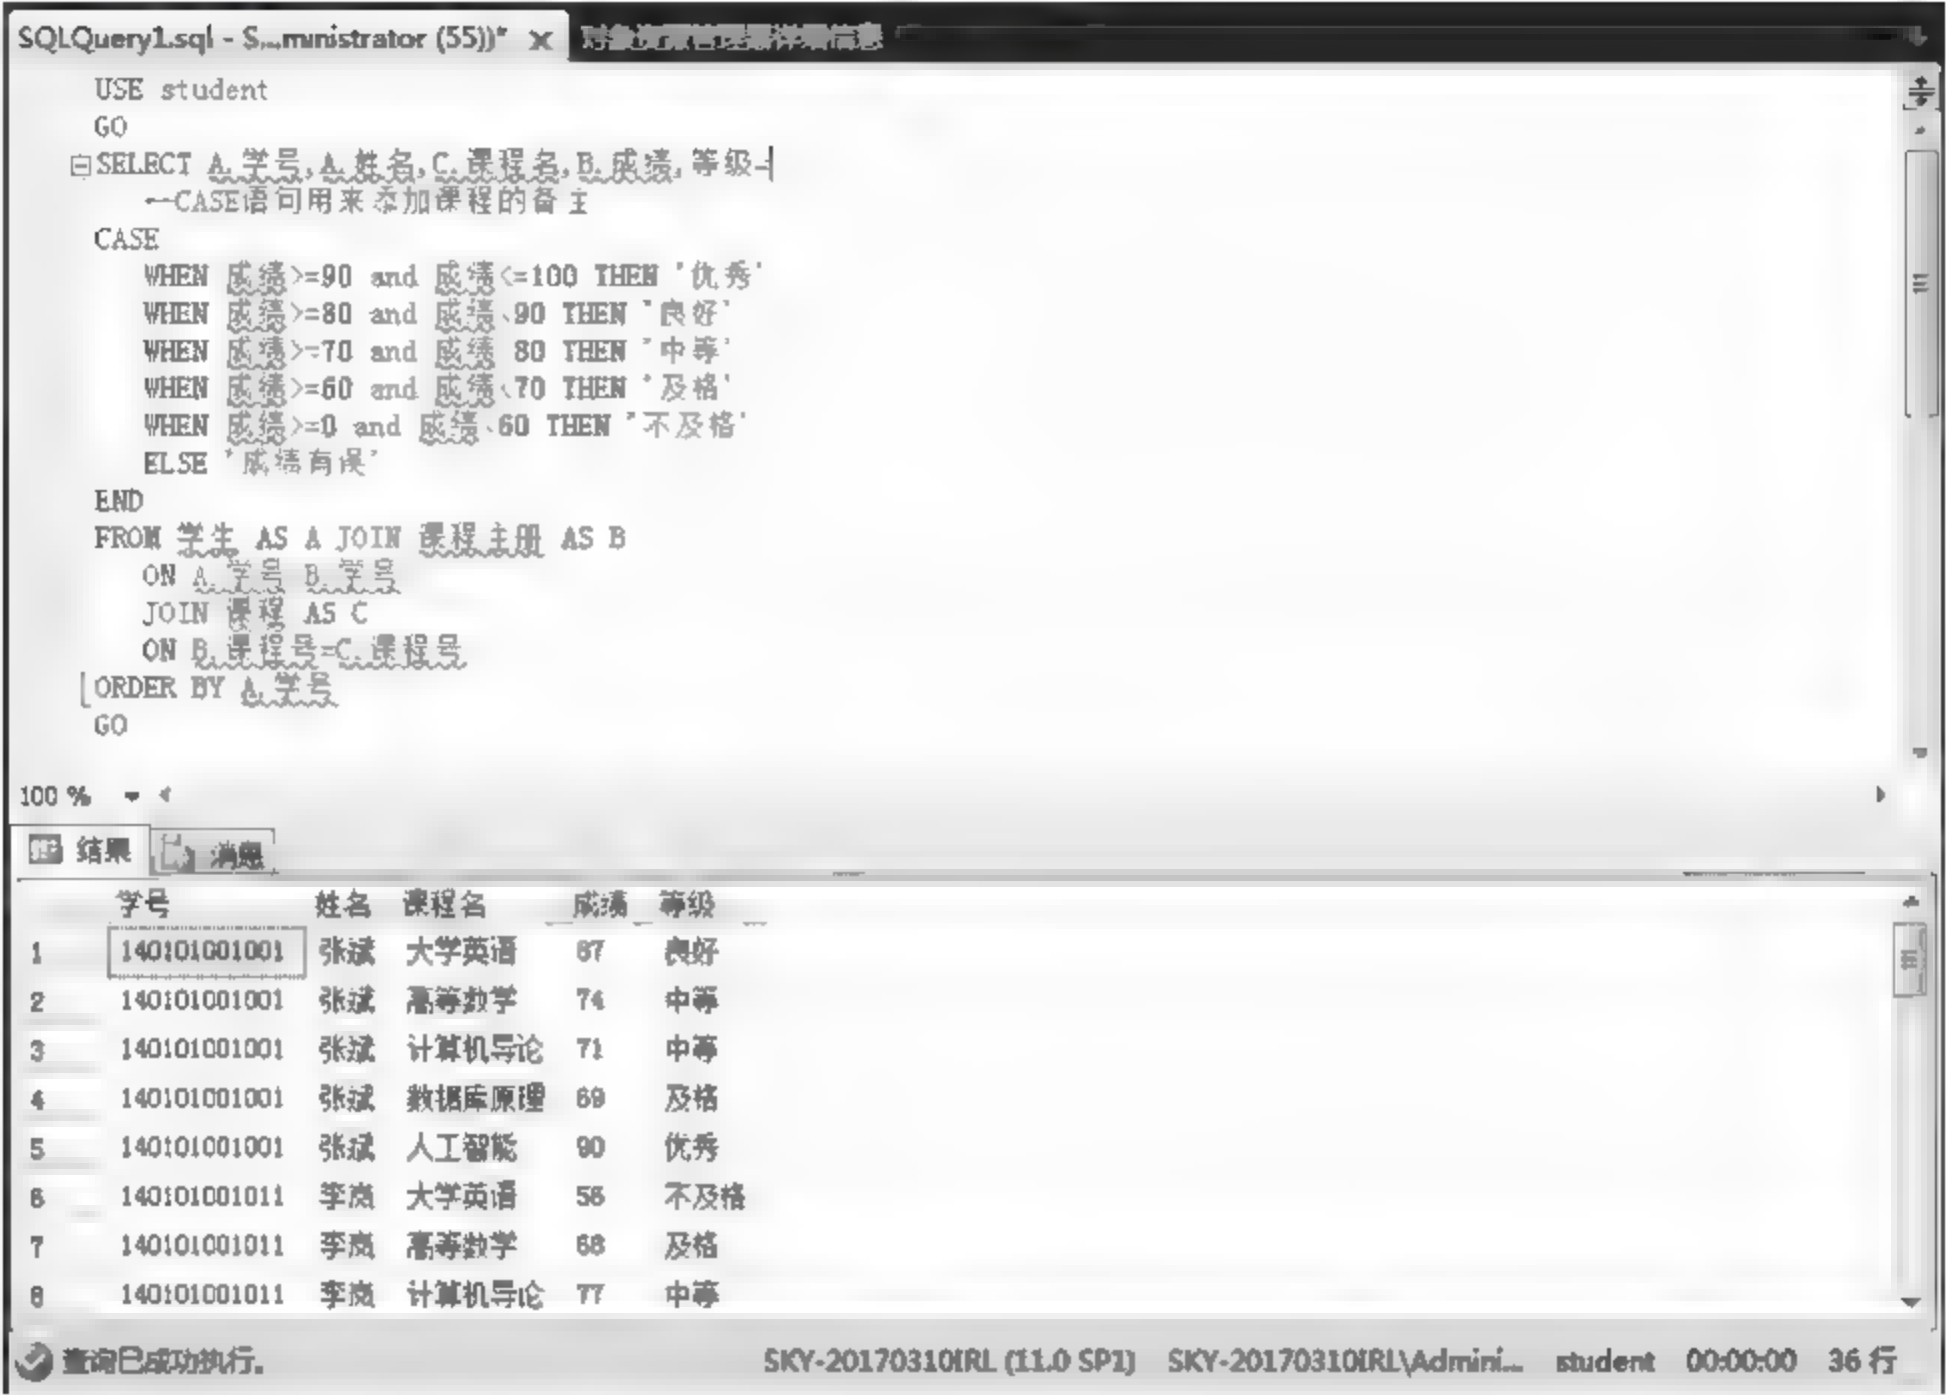 SQLQuery1.sql - S...ministrator (55))* ×
对象资源管理器详细信息
USE student
GO
SELECT A.学号,A.姓名,C.课程名,B.成绩,等级=
--CASE语句用来添加课程的备注
CASE
WHEN 成绩>=90 and 成绩<=100 THEN '优秀'
WHEN 成绩>=80 and 成绩<90 THEN '良好'
WHEN 成绩>=70 and 成绩<80 THEN '中等'
WHEN 成绩>=60 and 成绩<70 THEN '及格'
WHEN 成绩>=0 and 成绩<60 THEN '不及格'
ELSE '成绩有误'
END
FROM 学生 AS A JOIN 课程注册 AS B
ON A.学号=B.学号
JOIN 课程 AS C
ON B.课程号=C.课程号
ORDER BY A.学号
GO
100 %
结果 消息
学号 姓名 课程名 成绩 等级
1 140101001001 张斌 大学英语 87 良好
2 140101001001 张斌 高等数学 74 中等
3 140101001001 张斌 计算机导论 71 中等
4 140101001001 张斌 数据库原理 69 及格
5 140101001001 张斌 人工智能 90 优秀
6 140101001011 李岚 大学英语 56 不及格
7 140101001011 李岚 高等数学 68 及格
8 140101001011 李岚 计算机导论 77 中等
查询已成功执行。 SKY-20170310IRL (11.0 SP1) SKY-20170310IRL\Admini... student 00:00:00 36 行